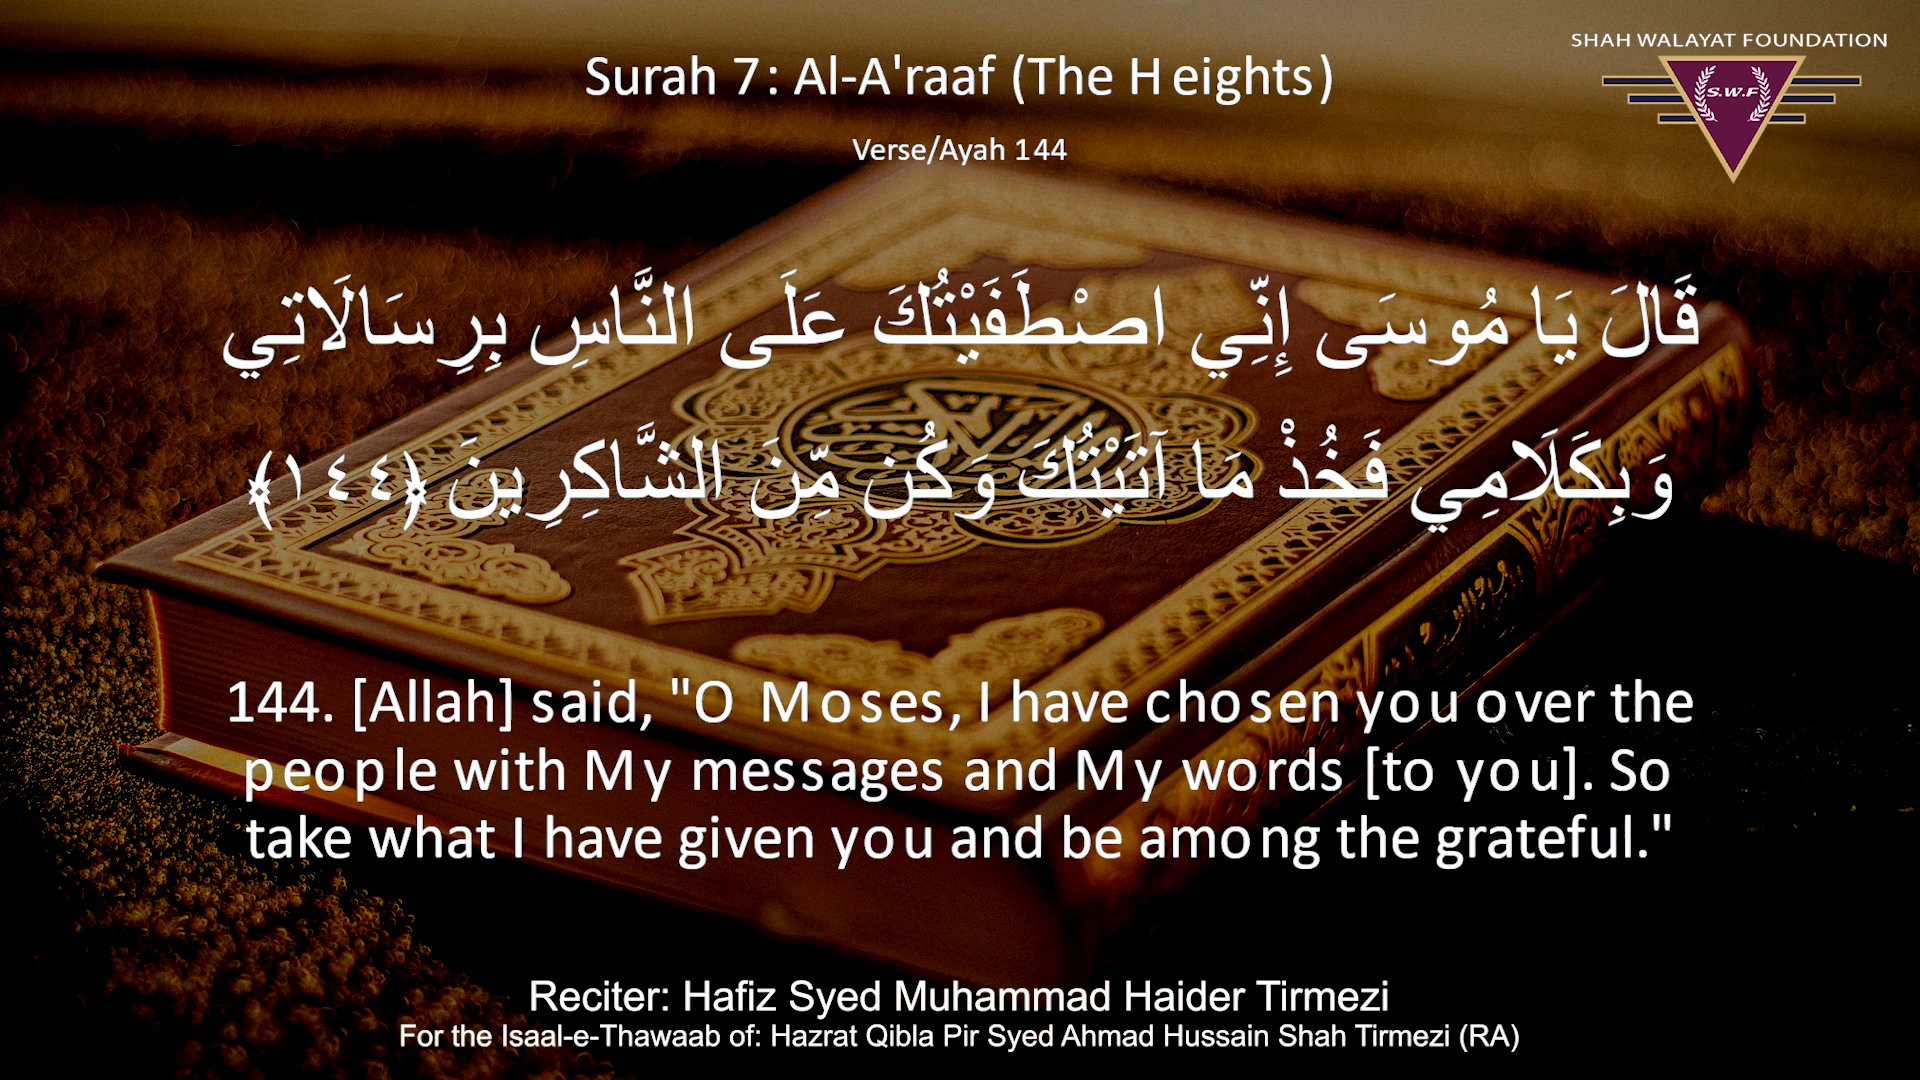 SHAH WALAYAT FOUNDATION
S.W.F
Surah 7: Al-A'raaf (The Heights)
Verse/Ayah 144
قَالَ يَا مُوسَى إِنِّي اصْطَفَيْتُكَ عَلَى النَّاسِ بِرِسَالَاتِي
وَبِكَلَامِي فَخُذْ مَا آتَيْتُكَ وَكُن مِّنَ الشَّاكِرِينَ ﴿١٤٤﴾
144. [Allah] said, "O Moses, I have chosen you over the
people with My messages and My words [to you]. So
take what I have given you and be among the grateful."
Reciter: Hafiz Syed Muhammad Haider Tirmezi
For the Isaal-e-Thawaab of: Hazrat Qibla Pir Syed Ahmad Hussain Shah Tirmezi (RA)